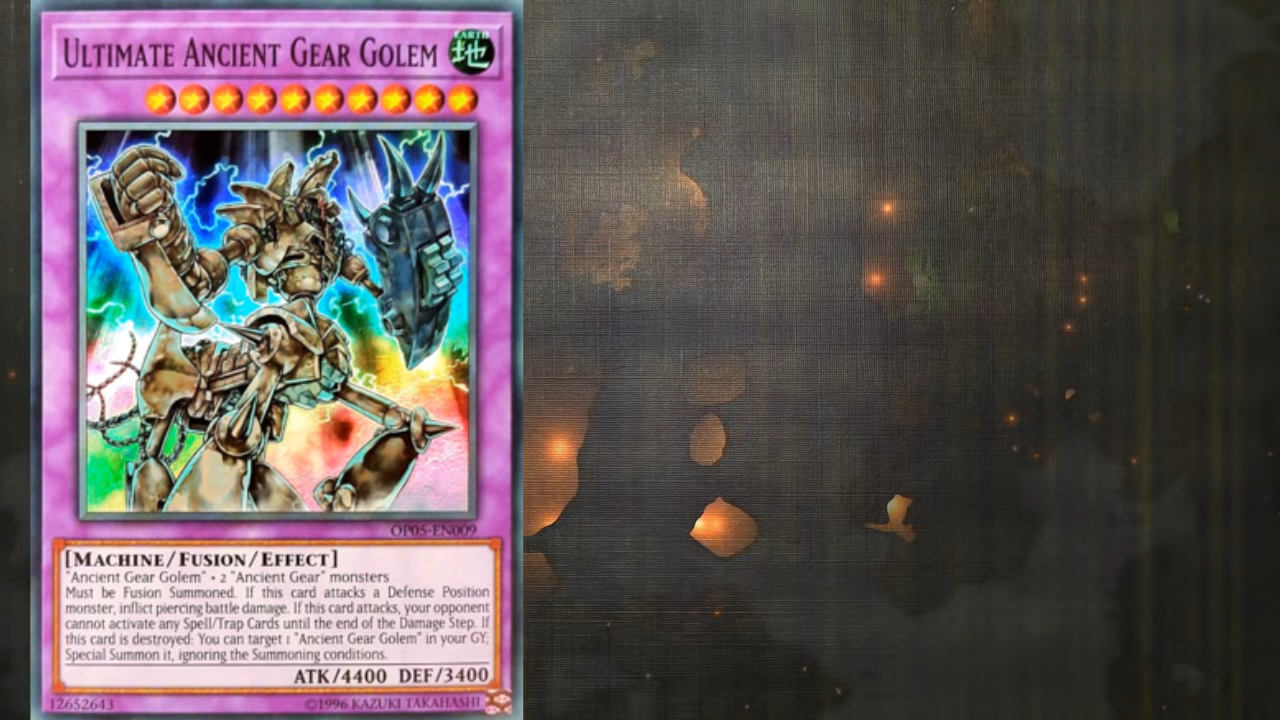 ULTIMATE ANCIENT GEAR GOLEM
EARTH
地
OP05-EN009
[MACHINE/FUSION/EFFECT]
"Ancient Gear Golem" + 2 "Ancient Gear" monsters
Must be Fusion Summoned. If this card attacks a Defense Position
monster, inflict piercing battle damage. If this card attacks, your opponent
cannot activate any Spell/Trap Cards until the end of the Damage Step. If
this card is destroyed: You can target 1 "Ancient Gear Golem" in your GY;
Special Summon it, ignoring the Summoning conditions.
ATK/4400 DEF/3400
12652643
©1996 KAZUKI TAKAHASHI